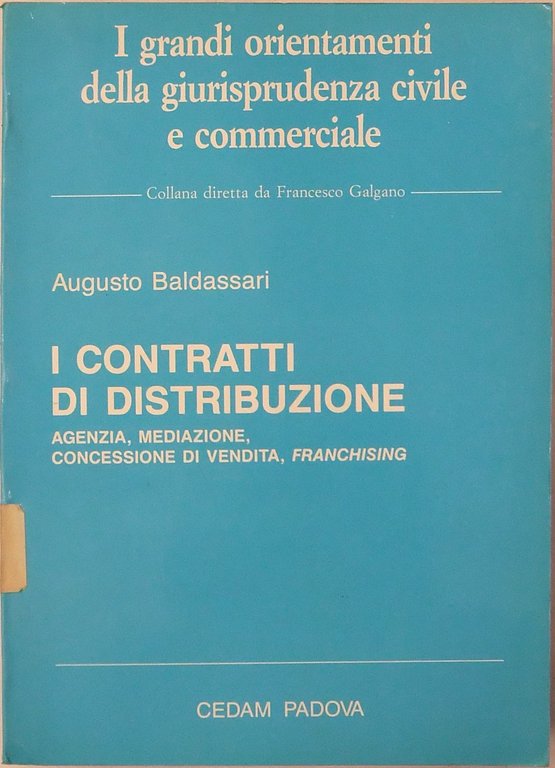 I grandi orientamenti
della giurisprudenza civile
e commerciale
Collana diretta da Francesco Galgano
Augusto Baldassari
I CONTRATTI
DI DISTRIBUZIONE
AGENZIA, MEDIAZIONE,
CONCESSIONE DI VENDITA, FRANCHISING
CEDAM PADOVA